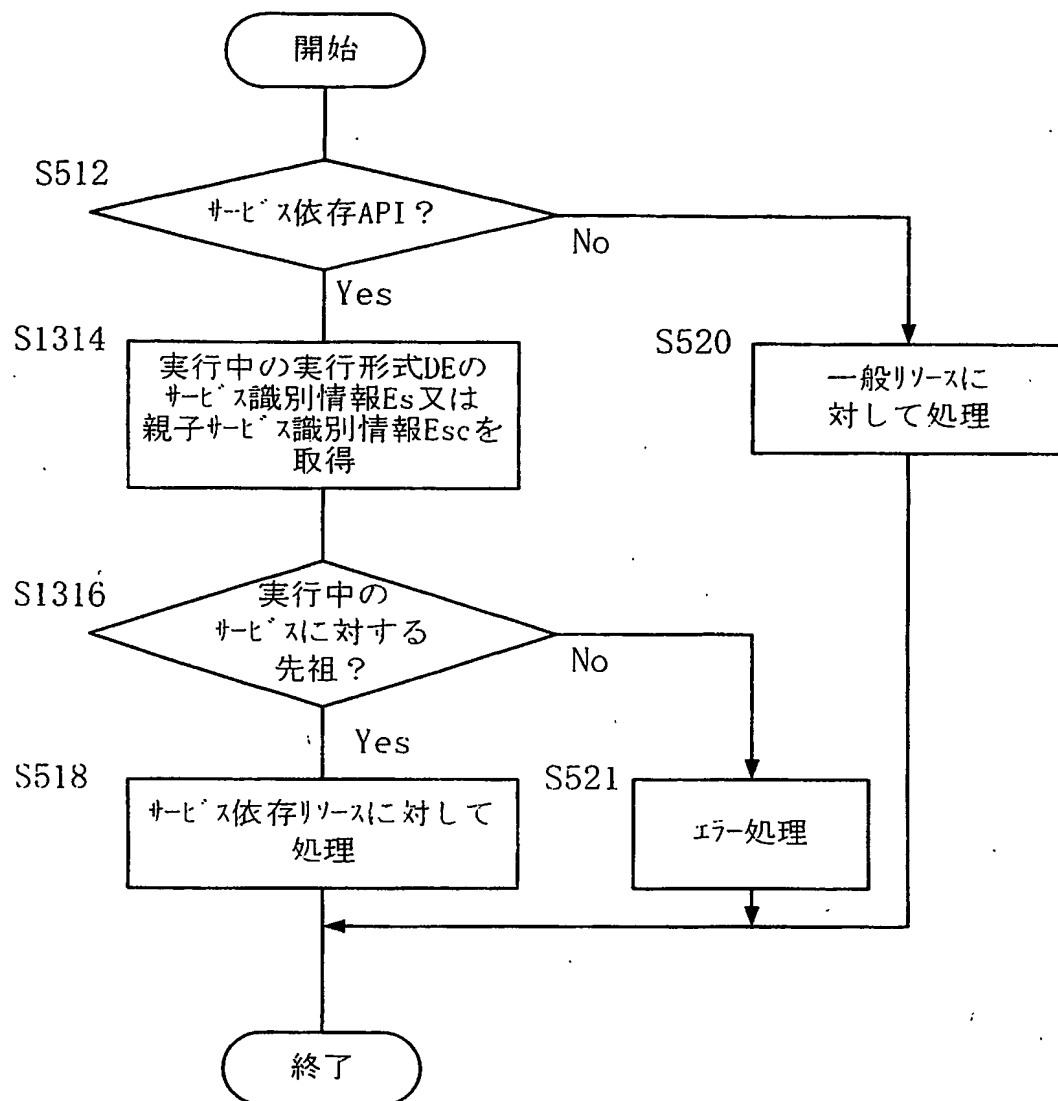 開始
S512
ｻｰﾋﾞｽ依存API？
No
Yes
S1314
実行中の実行形式DEの
ｻｰﾋﾞｽ識別情報Es又は
親子ｻｰﾋﾞｽ識別情報Escを
取得
S520
一般ﾘｿｰｽに
対して処理
S1316
実行中の
ｻｰﾋﾞｽに対する
先祖？
No
Yes
S518
ｻｰﾋﾞｽ依存ﾘｿｰｽに対して
処理
S521
ｴﾗｰ処理
終了